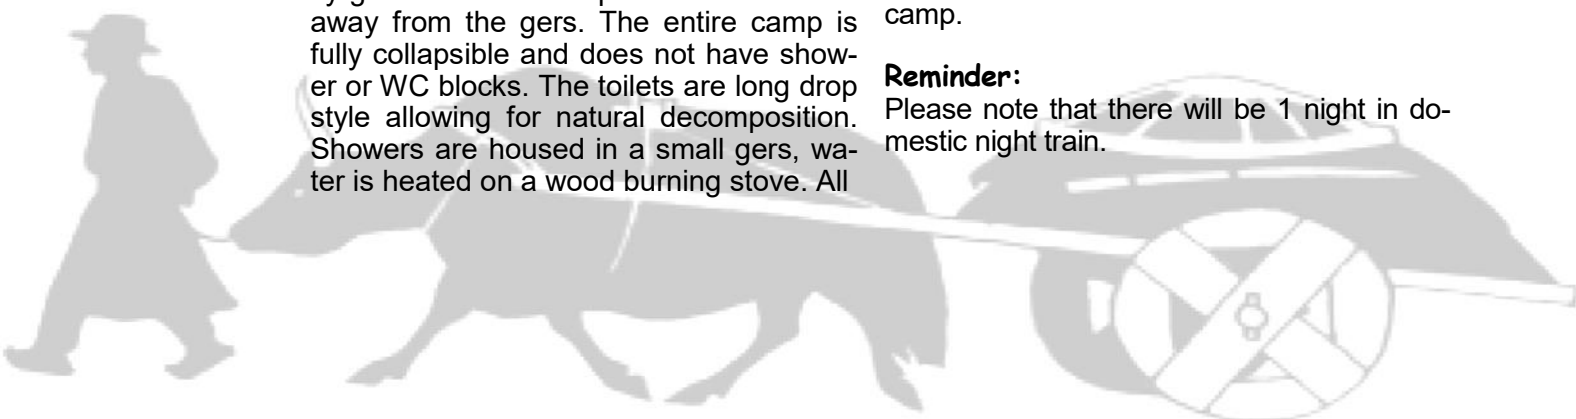 away from the gers. The entire camp is
fully collapsible and does not have show-
er or WC blocks. The toilets are long drop
style allowing for natural decomposition.
Showers are housed in a small gers, wa-
ter is heated on a wood burning stove. All
camp.
Reminder:
Please note that there will be 1 night in do-
mestic night train.